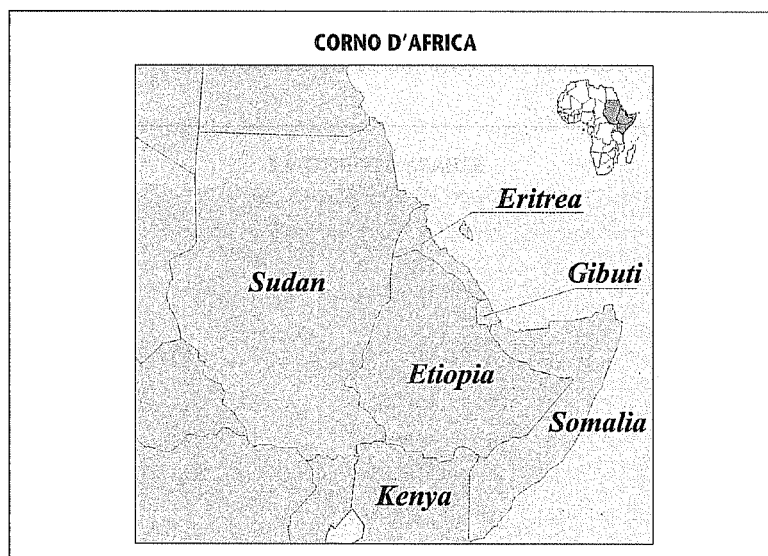 CORNO D'AFRICA
Eritrea
Sudan
Gibuti
Etiopia
Somalia
Kenya